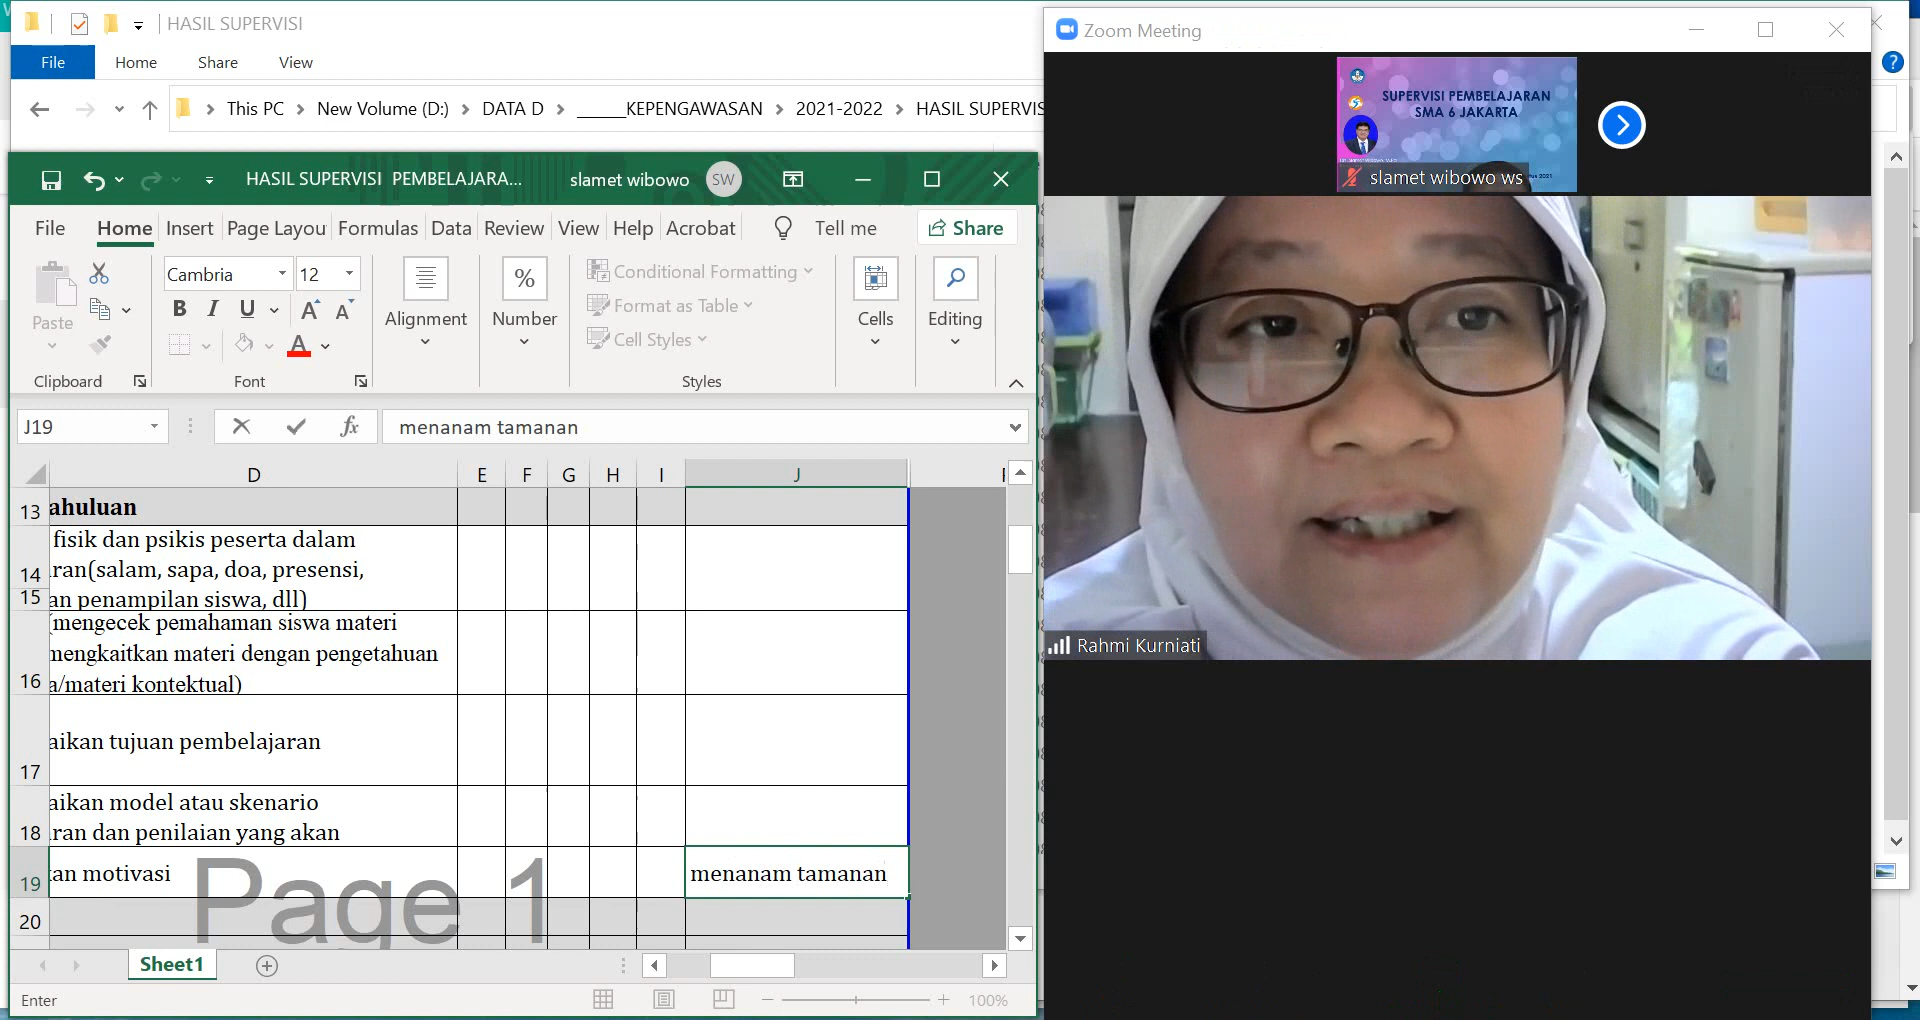 HASIL SUPERVISI
File Home Share View
This PC New Volume (D:) DATA D ______KEPENGAWASAN 2021-2022 HASIL SUPERVIS
HASIL SUPERVISI PEMBELAJARA... slamet wibowo SW
File Home Insert Page Layou Formulas Data Review View Help Acrobat Tell me Share
Cambria 12
Paste
B I U A A
A
Alignment
Number
%
Conditional Formatting
Format as Table
Cell Styles
Cells
Editing
Clipboard Font Styles
J19 fx menanam tamanan
D E F G H I J
13 ahuluan
fisik dan psikis peserta dalam
14 ran(salam, sapa, doa, presensi,
15 an penampilan siswa, dll)
(mengecek pemahaman siswa materi
mengkaitkan materi dengan pengetahuan
16 a/materi kontektual)
17 aikan tujuan pembelajaran
aikan model atau skenario
18 ran dan penilaian yang akan
19 kan motivasi menanam tamanan
20
Page 1
Sheet1
Enter 100%
Zoom Meeting
SUPERVISI PEMBELAJARAN
SMA 6 JAKARTA
slamet wibowo ws
Rahmi Kurniati